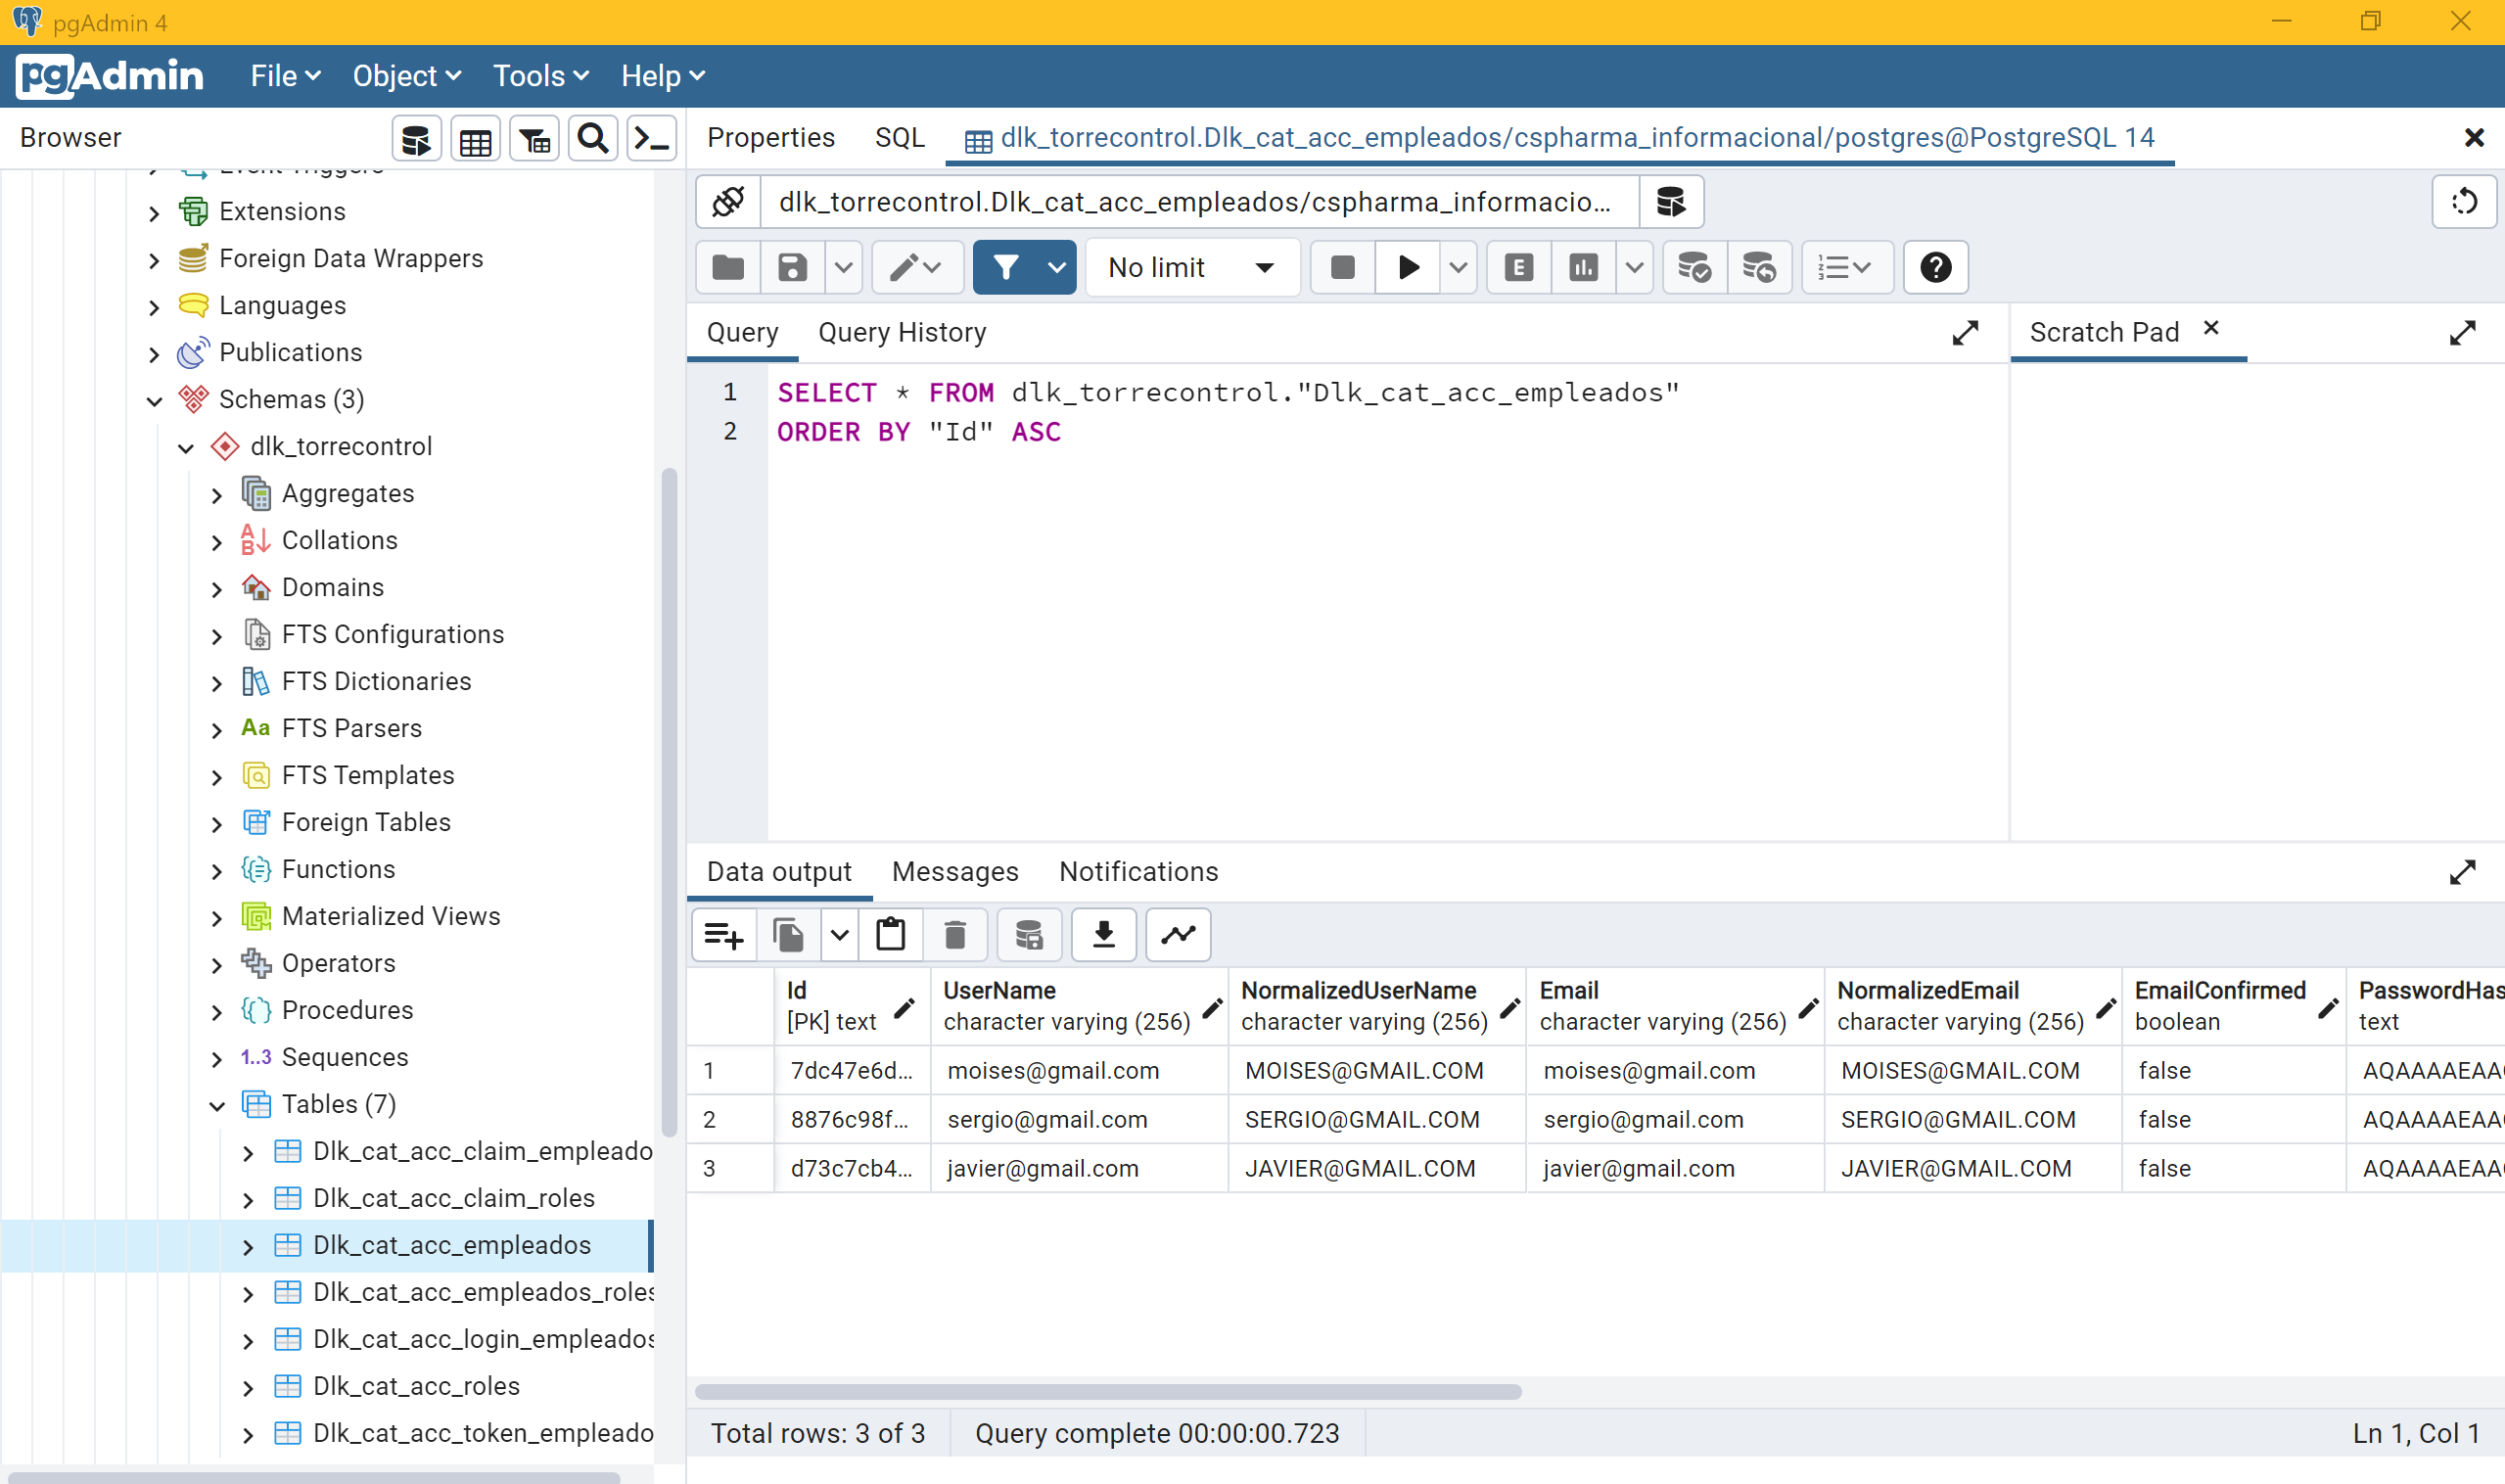 pgAdmin 4
pgAdmin File Object Tools Help
Browser
Properties SQL dlk_torrecontrol.Dlk_cat_acc_empleados/cspharma_informacional/postgres@PostgreSQL 14
Event Triggers
Extensions
Foreign Data Wrappers
Languages
Publications
Schemas (3)
dlk_torrecontrol
Aggregates
Collations
Domains
FTS Configurations
FTS Dictionaries
Aa FTS Parsers
FTS Templates
Foreign Tables
Functions
Materialized Views
Operators
Procedures
1..3 Sequences
Tables (7)
Dlk_cat_acc_claim_empleado
Dlk_cat_acc_claim_roles
Dlk_cat_acc_empleados
Dlk_cat_acc_empleados_roles
Dlk_cat_acc_login_empleados
Dlk_cat_acc_roles
Dlk_cat_acc_token_empleado
dlk_torrecontrol.Dlk_cat_acc_empleados/cspharma_informacio...
No limit
Query Query History
Scratch Pad
1 SELECT * FROM dlk_torrecontrol."Dlk_cat_acc_empleados"
2 ORDER BY "Id" ASC
Data output Messages Notifications
Id UserName NormalizedUserName Email NormalizedEmail EmailConfirmed PasswordHas
[PK] text character varying (256) character varying (256) character varying (256) character varying (256) boolean text
1 7dc47e6d... moises@gmail.com MOISES@GMAIL.COM moises@gmail.com MOISES@GMAIL.COM false AQAAAAEAA
2 8876c98f... sergio@gmail.com SERGIO@GMAIL.COM sergio@gmail.com SERGIO@GMAIL.COM false AQAAAAEAA
3 d73c7cb4... javier@gmail.com JAVIER@GMAIL.COM javier@gmail.com JAVIER@GMAIL.COM false AQAAAAEAA
Total rows: 3 of 3 Query complete 00:00:00.723 Ln 1, Col 1